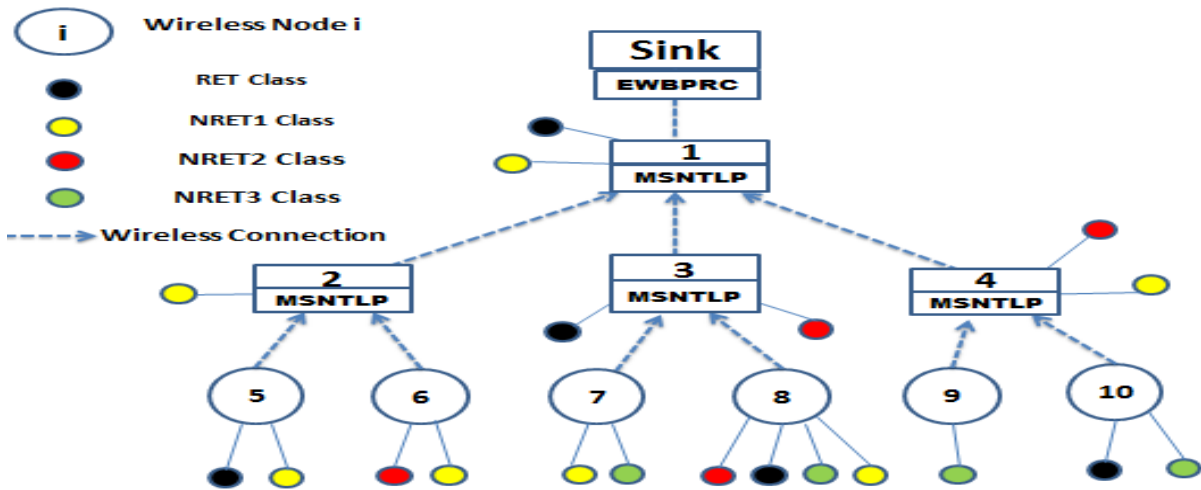 i Wireless Node i
RET Class
NRET1 Class
NRET2 Class
NRET3 Class
Wireless Connection
Sink
EWBPRC
1
MSNTLP
2
MSNTLP
3
MSNTLP
4
MSNTLP
5 6 7 8 9 10